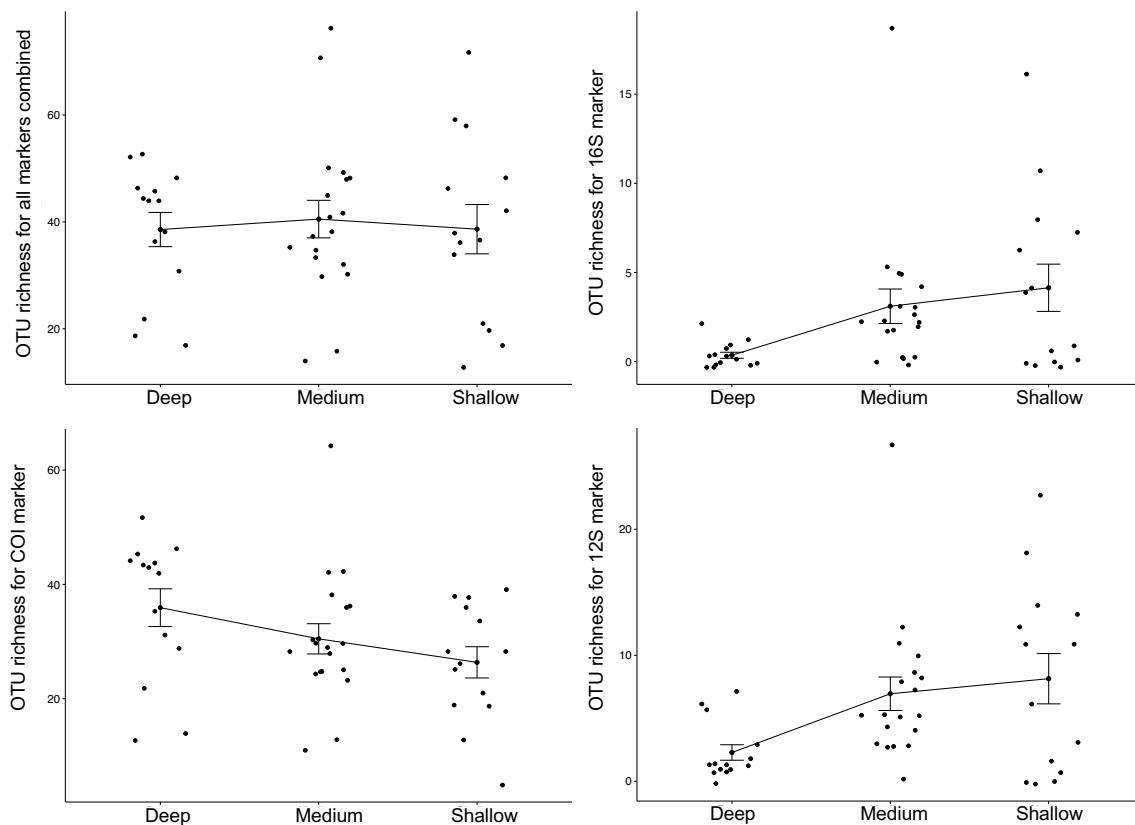 OTU richness for all markers combined
60
40
20
Deep Medium Shallow
OTU richness for 16S marker
15
10
5
0
Deep Medium Shallow
OTU richness for COI marker
60
40
20
Deep Medium Shallow
OTU richness for 12S marker
20
10
0
Deep Medium Shallow